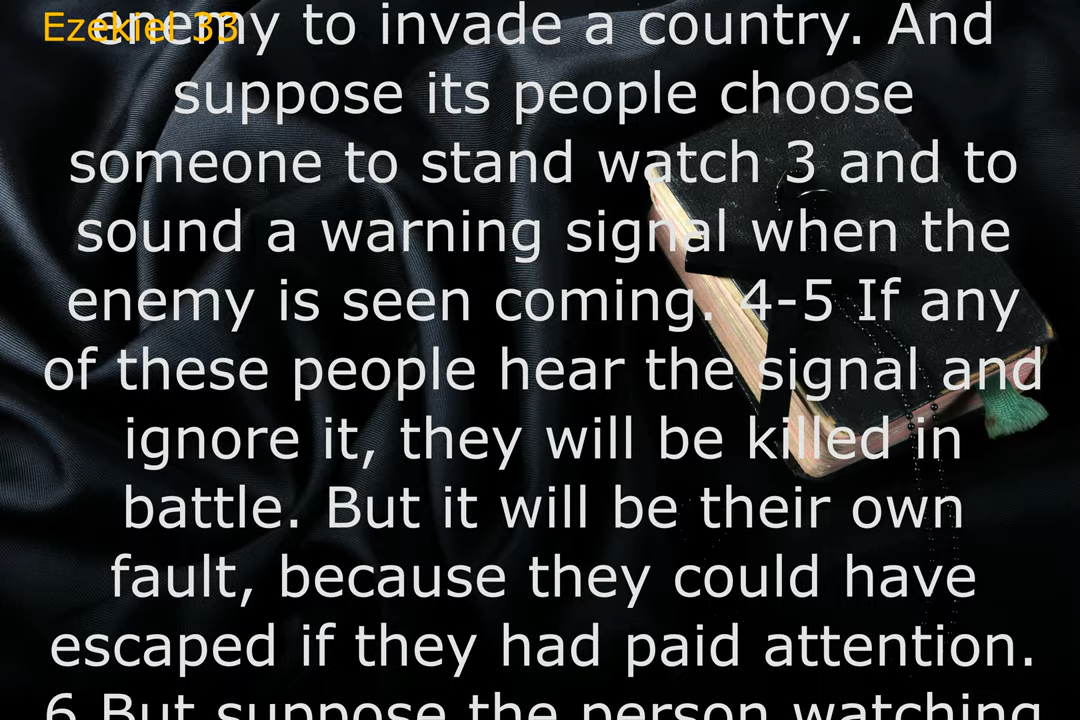 Ezekiel 33
enemy to invade a country. And
suppose its people choose
someone to stand watch 3 and to
sound a warning signal when the
enemy is seen coming. 4-5 If any
of these people hear the signal and
ignore it, they will be killed in
battle. But it will be their own
fault, because they could have
escaped if they had paid attention.
6 But suppose the person watching